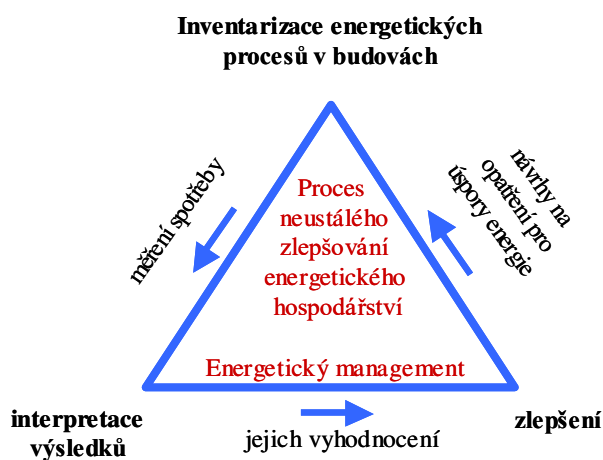 Inventarizace energetických
procesů v budovách
měření spotřeby
návrhy na
opatření pro
úspory energie
Proces
neustálého
zlepšování
energetického
hospodářství
Energetický management
interpretace
výsledků
jejich vyhodnocení
zlepšení